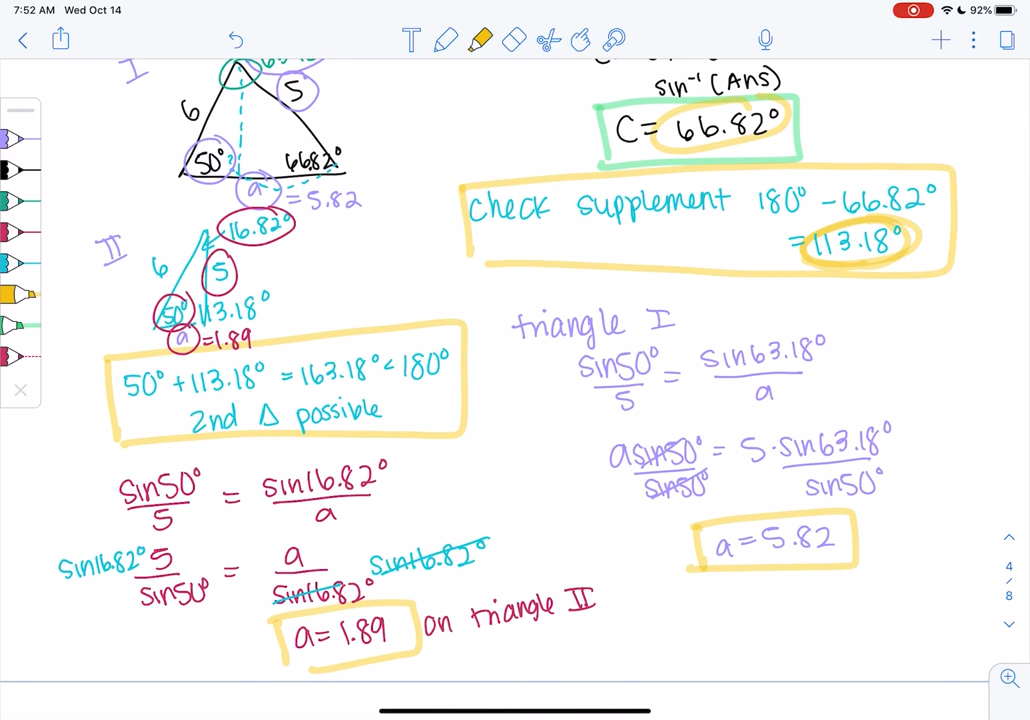 7:52 AM Wed Oct 14
92%
I
6
5
50°
66.82°
a = 5.82
sin⁻¹ (Ans)
C = 66.82°
check supplement 180° - 66.82°
= 113.18°
II
16.82°
6
5
50° 113.18°
a = 1.89
50° + 113.18° = 163.18° < 180°
2nd Δ possible
sin50°/5 = sin16.82°/a
sin16.82° 5/sin50° = a/sin16.82° sin16.82°
a = 1.89 on triangle II
triangle I
sin50°/5 = sin63.18°/a
a sin50°/sin50° = 5·sin63.18°/sin50°
a = 5.82
4
/
8